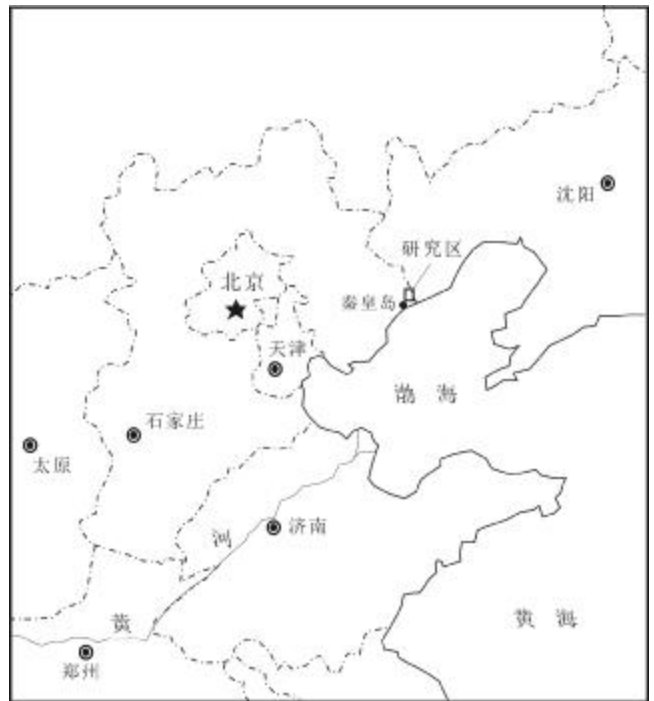 沈阳
研究区
北京
秦皇岛
天津
渤海
石家庄
太原
河
济南
黄
黄海
郑州